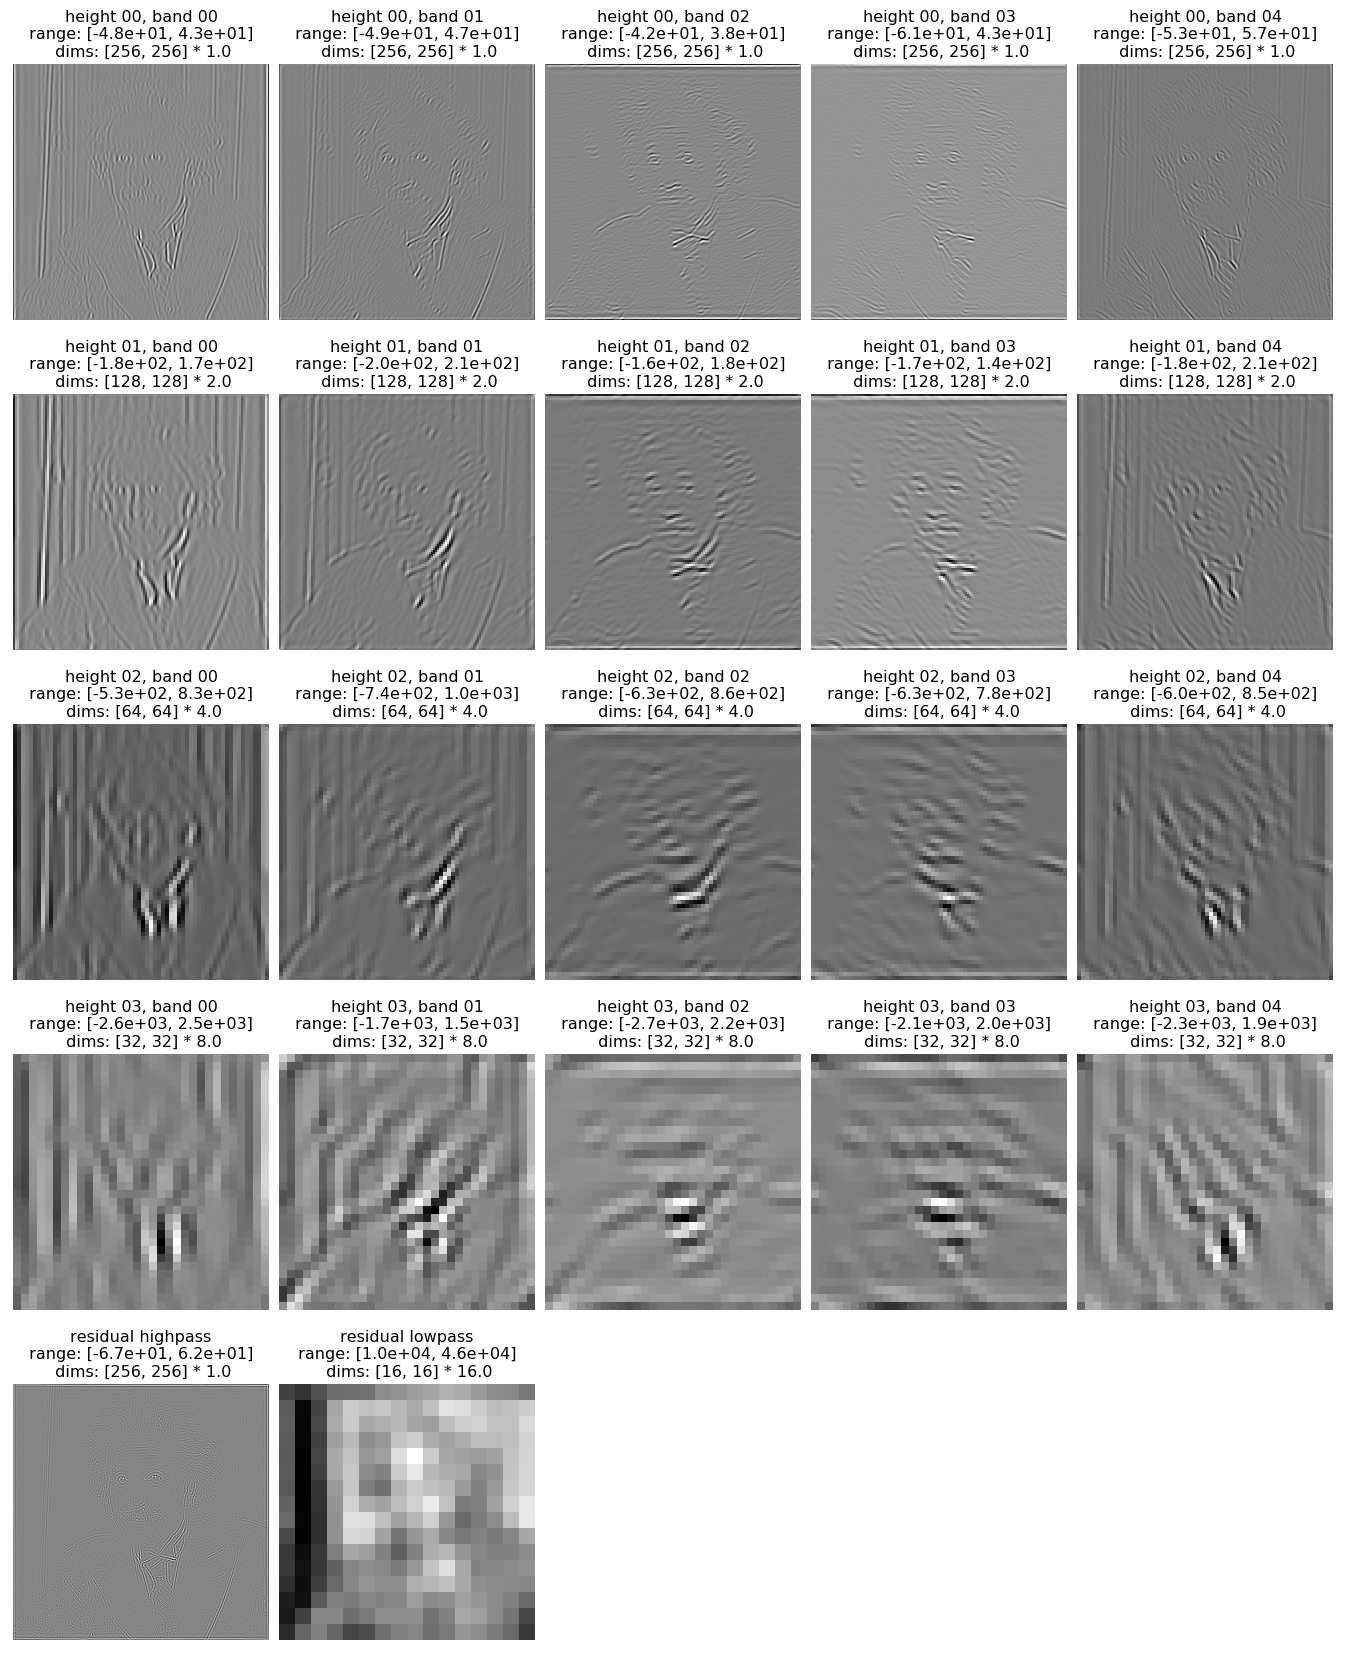 height 00, band 00
range: [-4.8e+01, 4.3e+01]
dims: [256, 256] * 1.0
height 00, band 01
range: [-4.9e+01, 4.7e+01]
dims: [256, 256] * 1.0
height 00, band 02
range: [-4.2e+01, 3.8e+01]
dims: [256, 256] * 1.0
height 00, band 03
range: [-6.1e+01, 4.3e+01]
dims: [256, 256] * 1.0
height 00, band 04
range: [-5.3e+01, 5.7e+01]
dims: [256, 256] * 1.0
height 01, band 00
range: [-1.8e+02, 1.7e+02]
dims: [128, 128] * 2.0
height 01, band 01
range: [-2.0e+02, 2.1e+02]
dims: [128, 128] * 2.0
height 01, band 02
range: [-1.6e+02, 1.8e+02]
dims: [128, 128] * 2.0
height 01, band 03
range: [-1.7e+02, 1.4e+02]
dims: [128, 128] * 2.0
height 01, band 04
range: [-1.8e+02, 2.1e+02]
dims: [128, 128] * 2.0
height 02, band 00
range: [-5.3e+02, 8.3e+02]
dims: [64, 64] * 4.0
height 02, band 01
range: [-7.4e+02, 1.0e+03]
dims: [64, 64] * 4.0
height 02, band 02
range: [-6.3e+02, 8.6e+02]
dims: [64, 64] * 4.0
height 02, band 03
range: [-6.3e+02, 7.8e+02]
dims: [64, 64] * 4.0
height 02, band 04
range: [-6.0e+02, 8.5e+02]
dims: [64, 64] * 4.0
height 03, band 00
range: [-2.6e+03, 2.5e+03]
dims: [32, 32] * 8.0
height 03, band 01
range: [-1.7e+03, 1.5e+03]
dims: [32, 32] * 8.0
height 03, band 02
range: [-2.7e+03, 2.2e+03]
dims: [32, 32] * 8.0
height 03, band 03
range: [-2.1e+03, 2.0e+03]
dims: [32, 32] * 8.0
height 03, band 04
range: [-2.3e+03, 1.9e+03]
dims: [32, 32] * 8.0
residual highpass
range: [-6.7e+01, 6.2e+01]
dims: [256, 256] * 1.0
residual lowpass
range: [1.0e+04, 4.6e+04]
dims: [16, 16] * 16.0